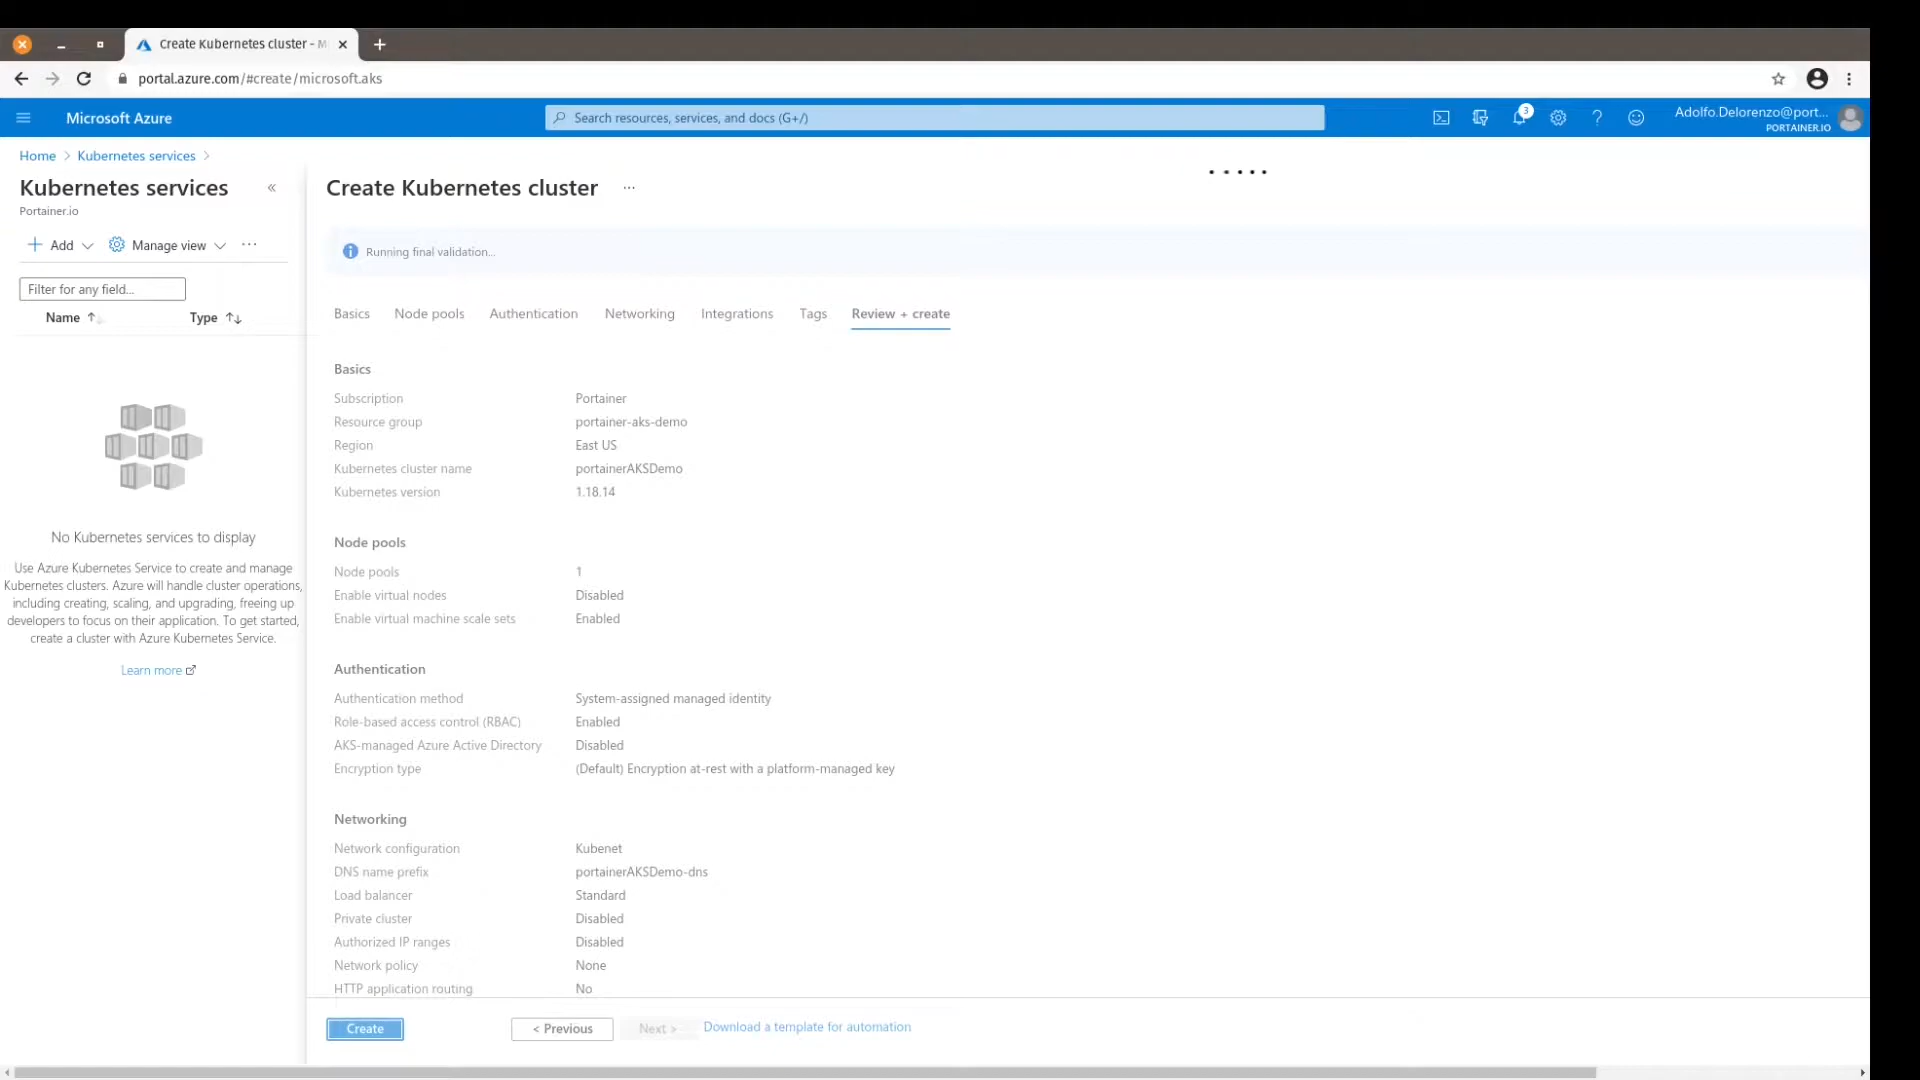 Create Kubernetes cluster - M
portal.azure.com/#create/microsoft.aks
Microsoft Azure
Search resources, services, and docs (G+/)
3
Adolfo.Delorenzo@port...
PORTAINER.IO
Home > Kubernetes services >
Kubernetes services
Portainer.io
Add
Manage view
Filter for any field...
Name
Type
No Kubernetes services to display
Use Azure Kubernetes Service to create and manage
Kubernetes clusters. Azure will handle cluster operations,
including creating, scaling, and upgrading, freeing up
developers to focus on their application. To get started,
create a cluster with Azure Kubernetes Service.
Learn more
Create Kubernetes cluster ...
Running final validation...
Basics Node pools Authentication Networking Integrations Tags Review + create
Basics
Subscription Portainer
Resource group portainer-aks-demo
Region East US
Kubernetes cluster name portainerAKSDemo
Kubernetes version 1.18.14
Node pools
Node pools 1
Enable virtual nodes Disabled
Enable virtual machine scale sets Enabled
Authentication
Authentication method System-assigned managed identity
Role-based access control (RBAC) Enabled
AKS-managed Azure Active Directory Disabled
Encryption type (Default) Encryption at-rest with a platform-managed key
Networking
Network configuration Kubenet
DNS name prefix portainerAKSDemo-dns
Load balancer Standard
Private cluster Disabled
Authorized IP ranges Disabled
Network policy None
HTTP application routing No
Create < Previous Next > Download a template for automation